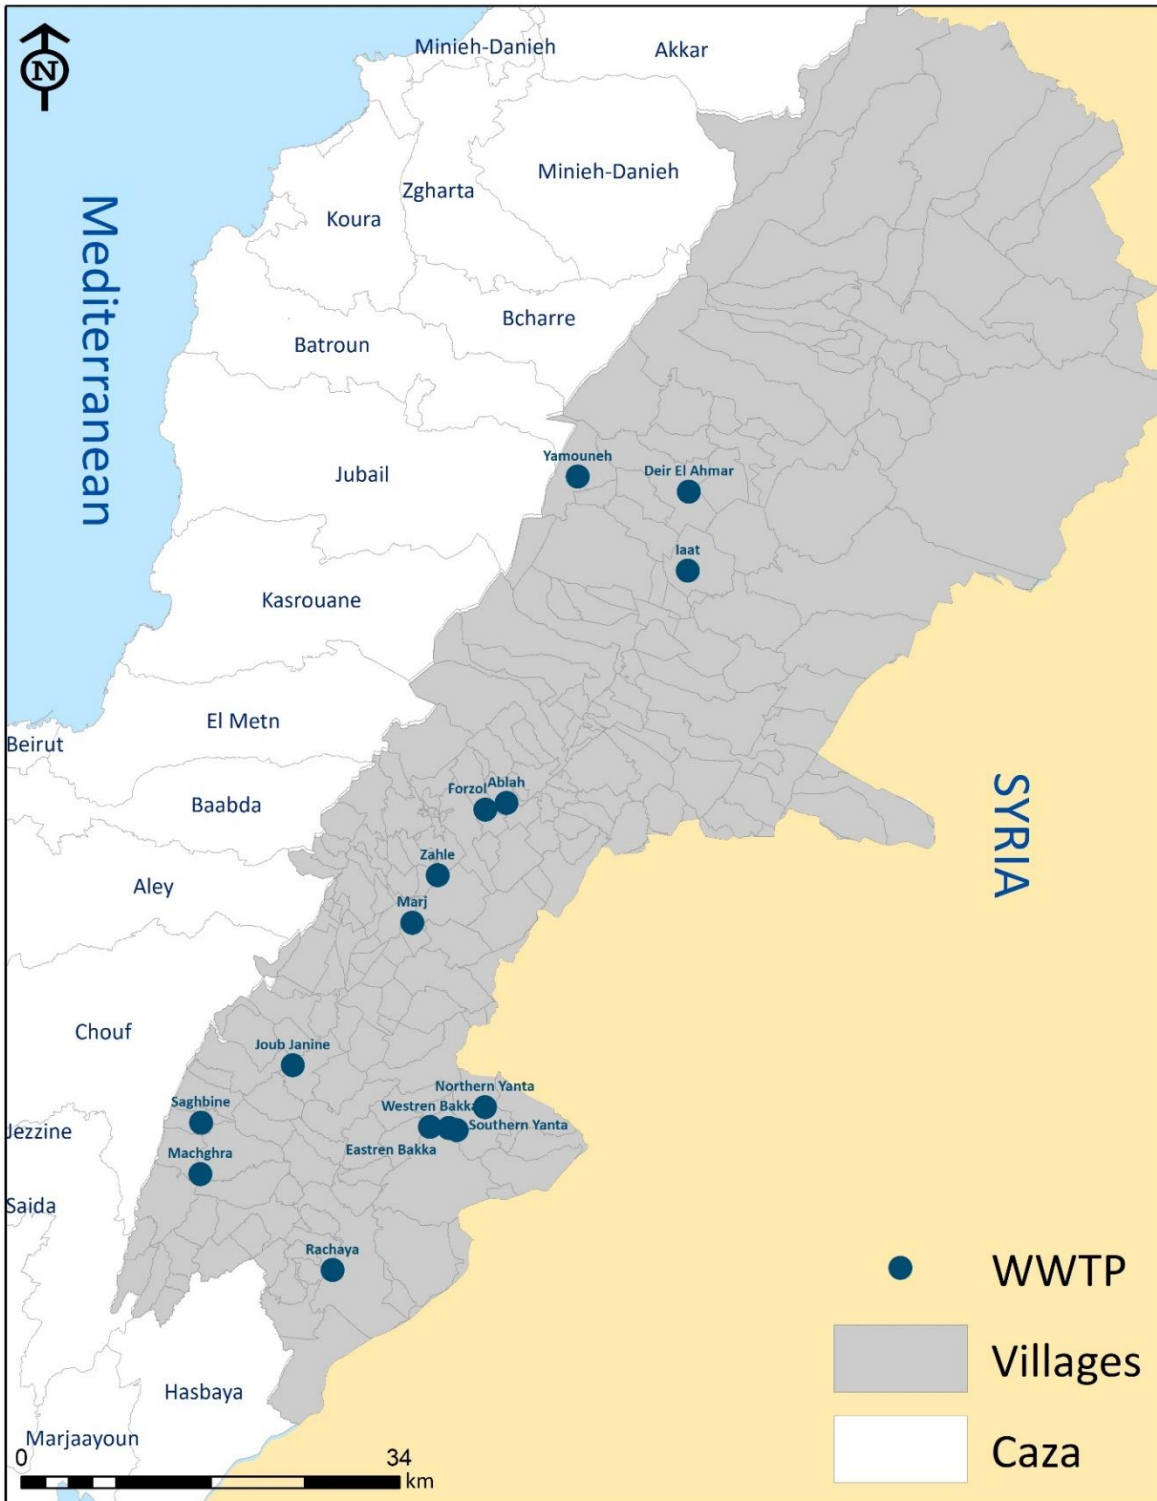 N
Minieh-Danieh
Akkar
Minieh-Danieh
Zgharta
Koura
Mediterranean
Bcharre
Batroun
Yamouneh
Deir El Ahmar
Jubail
Iaat
Kasrouane
El Metn
Beirut
Forzol
Ablah
SYRIA
Baabda
Zahle
Aley
Marj
Chouf
Joub Janine
Northern Yanta
Saghbine
Westren Bakka
Southern Yanta
Jezzine
Eastren Bakka
Machghra
Saida
Rachaya
WWTP
Villages
Hasbaya
Marjaayoun
Caza
0
34
km